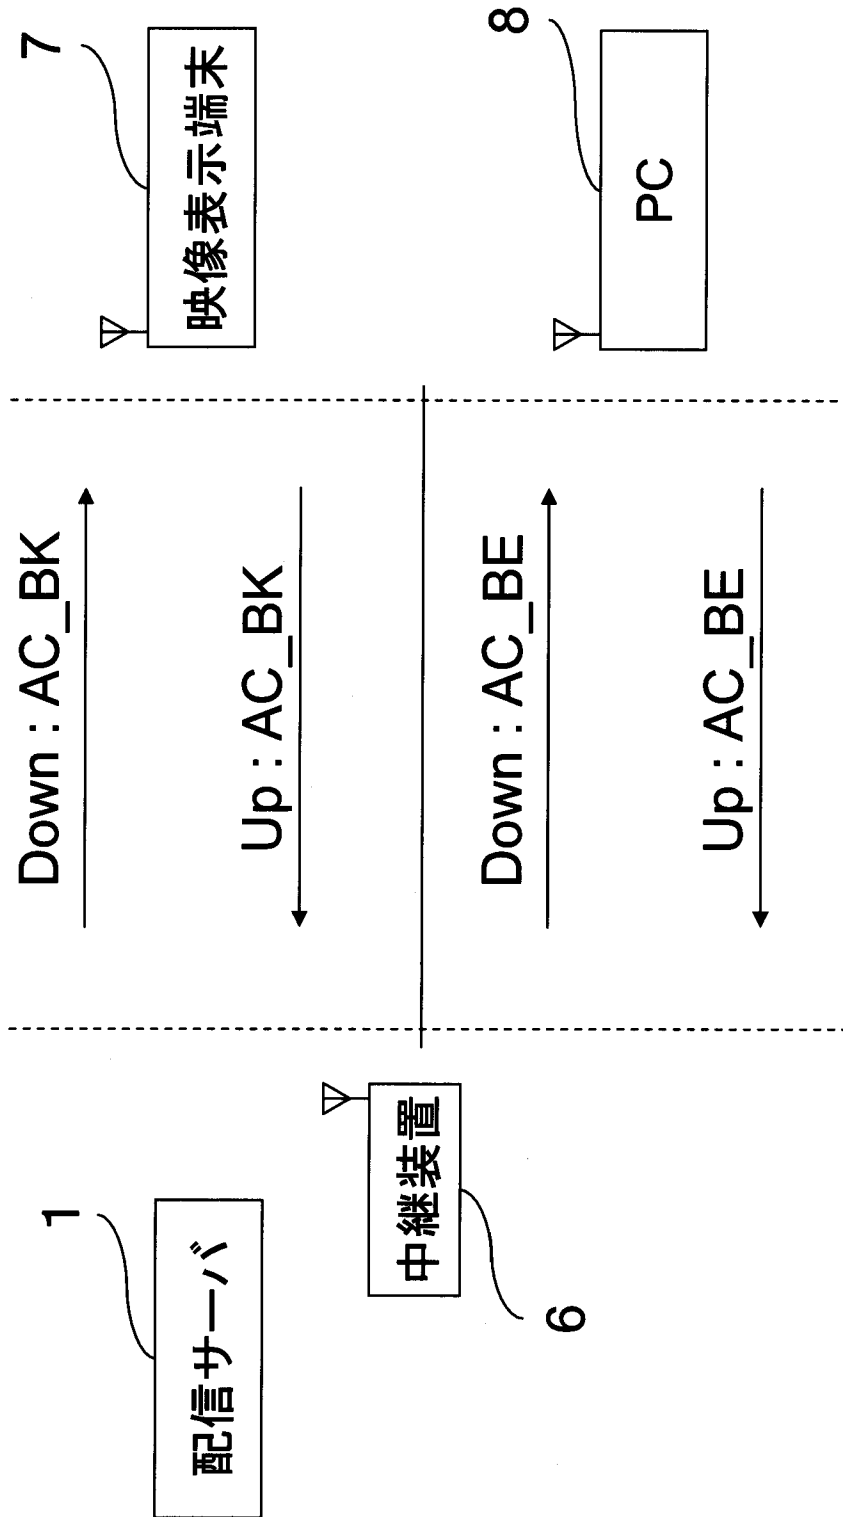 1
配信サーバ
中継装置
6
Down : AC_BK
Up : AC_BK
Down : AC_BE
Up : AC_BE
7
映像表示端末
8
PC